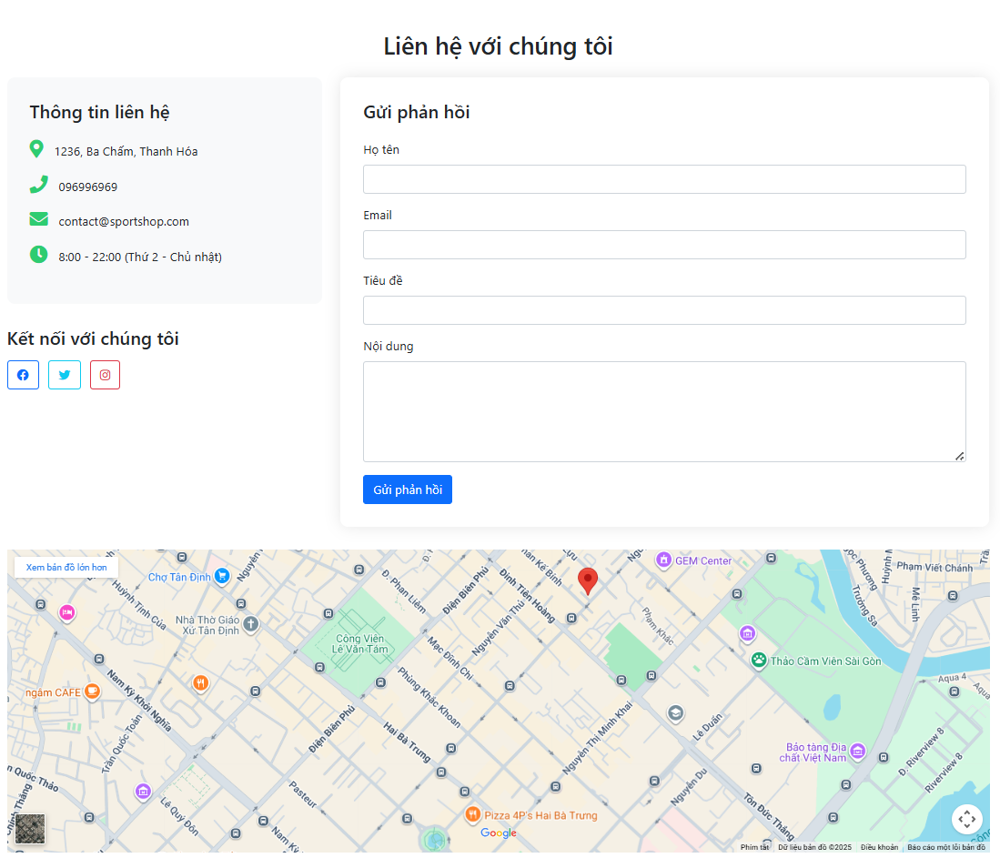 Liên hệ với chúng tôi
Thông tin liên hệ
1236, Ba Chấm, Thanh Hóa
096996969
contact@sportshop.com
8:00 - 22:00 (Thứ 2 - Chủ nhật)
Kết nối với chúng tôi
Gửi phản hồi
Họ tên
Email
Tiêu đề
Nội dung
Gửi phản hồi
Xem bản đồ lớn hơn
Chợ Tân Định
Huỳnh Tịnh Của
Nhà Thờ Giáo
Xứ Tân Định
Đ. Phan Liêm
Điện Biên Phủ
Đinh Tiên Hoàng
Nguyễn Văn Thủ
Mạc Đĩnh Chi
GEM Center
Phạm Viết Chánh
Trường Sa
Mê Linh
Công Viên
Lê Văn Tám
Thảo Cầm Viên Sài Gòn
Aqua 4
ngâm CAFE
Nam Kỳ Khởi Nghĩa
Phùng Khắc Khoan
Điện Biên Phủ
Hai Bà Trưng
Nguyễn Thị Minh Khai
Lê Duẩn
Trần Quốc Toản
Bảo tàng Địa
chất Việt Nam
Đ. Riverview 8
Riverview 8
n Quốc Thảo
Pasteur
Nguyễn Du
Tôn Đức Thắng
Lê Quý Đôn
Pizza 4P's Hai Bà Trưng
Google
Phím tắt
Dữ liệu bản đồ ©2025
Điều khoản
Báo cáo một lỗi bản đồ